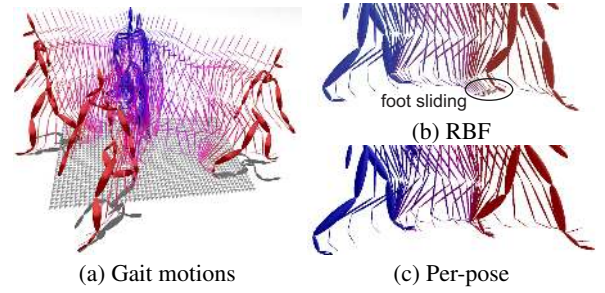 foot sliding
(b) RBF
(a) Gait motions
(c) Per-pose